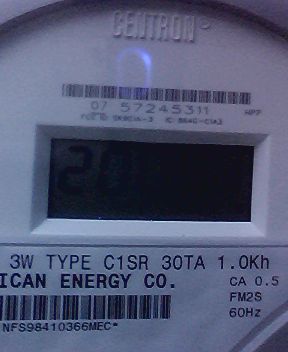 CENTRON®
07 57245311
3W TYPE C1SR 30TA 1.0Kh
ICAN ENERGY CO.
CA 0.5
FM2S
60Hz
NFS98410366MEC*